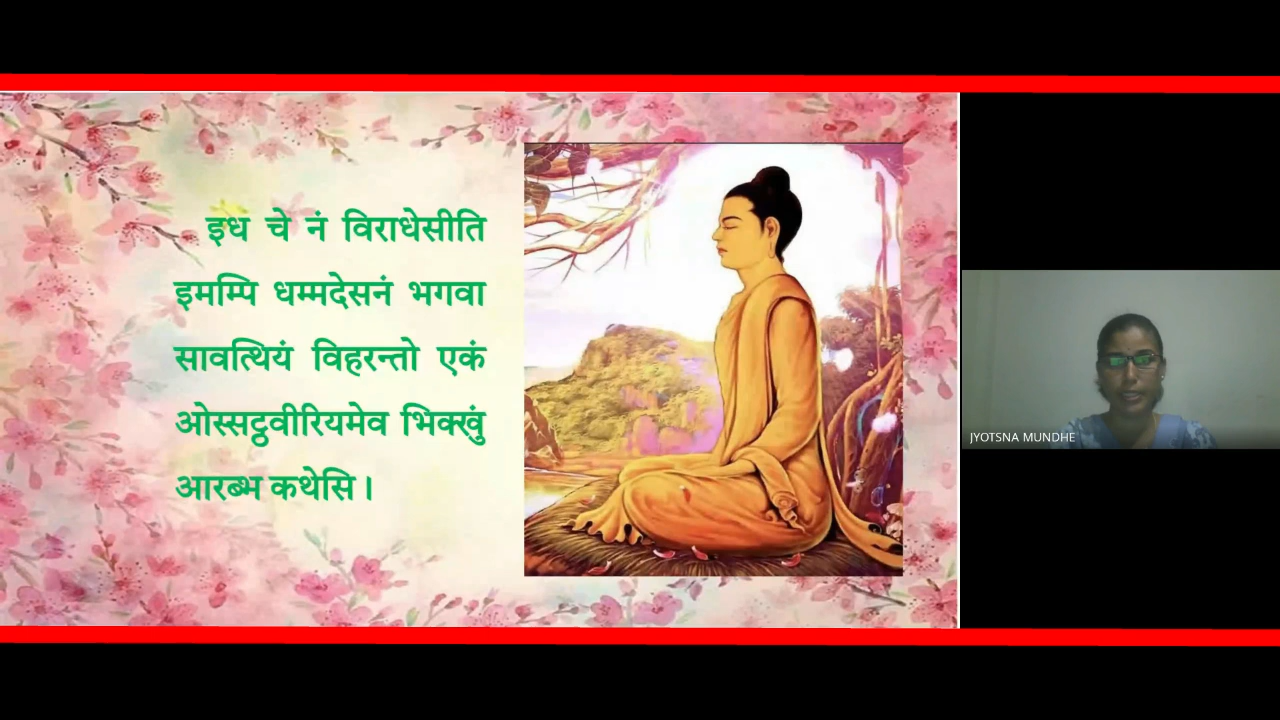 इध चे नं विराधेसीति
इमम्पि धम्मदेसनं भगवा
सावत्थियं विहरन्तो एकं
ओस्सट्ठवीरियमेव भिक्खुं
आरब्भ कथेसि।
JYOTSNA MUNDHE